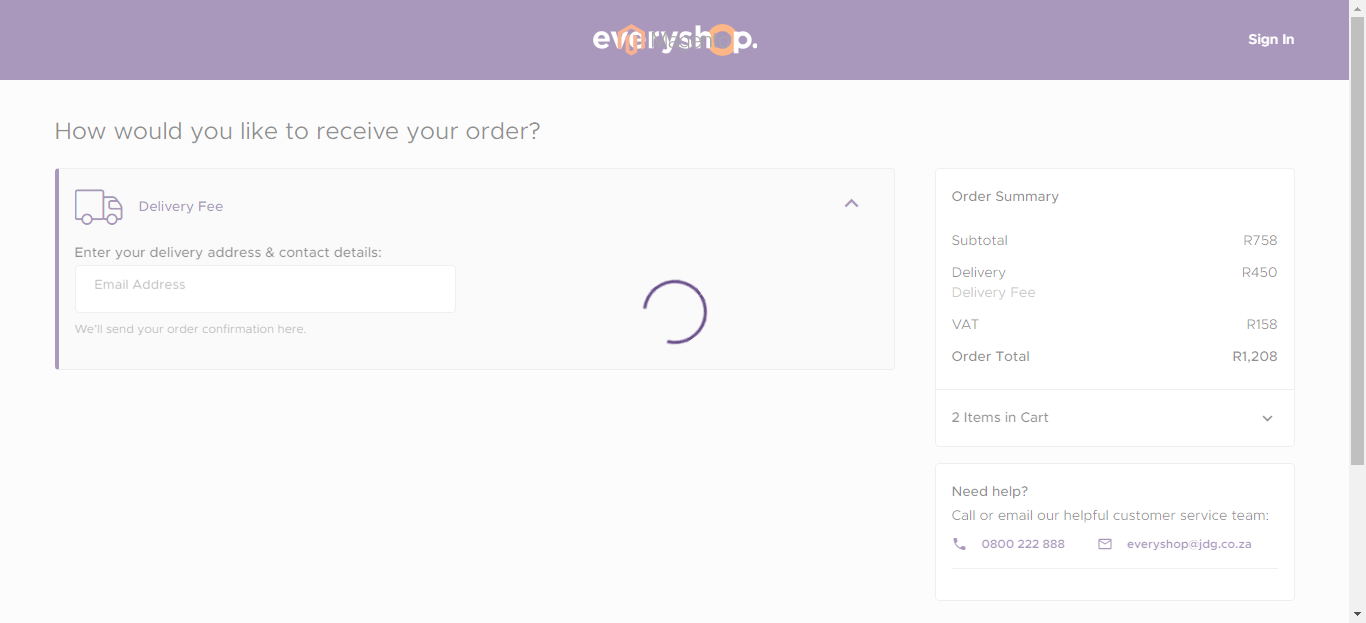 everyshop.
Magento
Sign In
How would you like to receive your order?
Delivery Fee
Enter your delivery address & contact details:
Email Address
We'll send your order confirmation here.
Order Summary
Subtotal R758
Delivery R450
Delivery Fee
VAT R158
Order Total R1,208
2 Items in Cart
Need help?
Call or email our helpful customer service team:
0800 222 888 everyshop@jdg.co.za